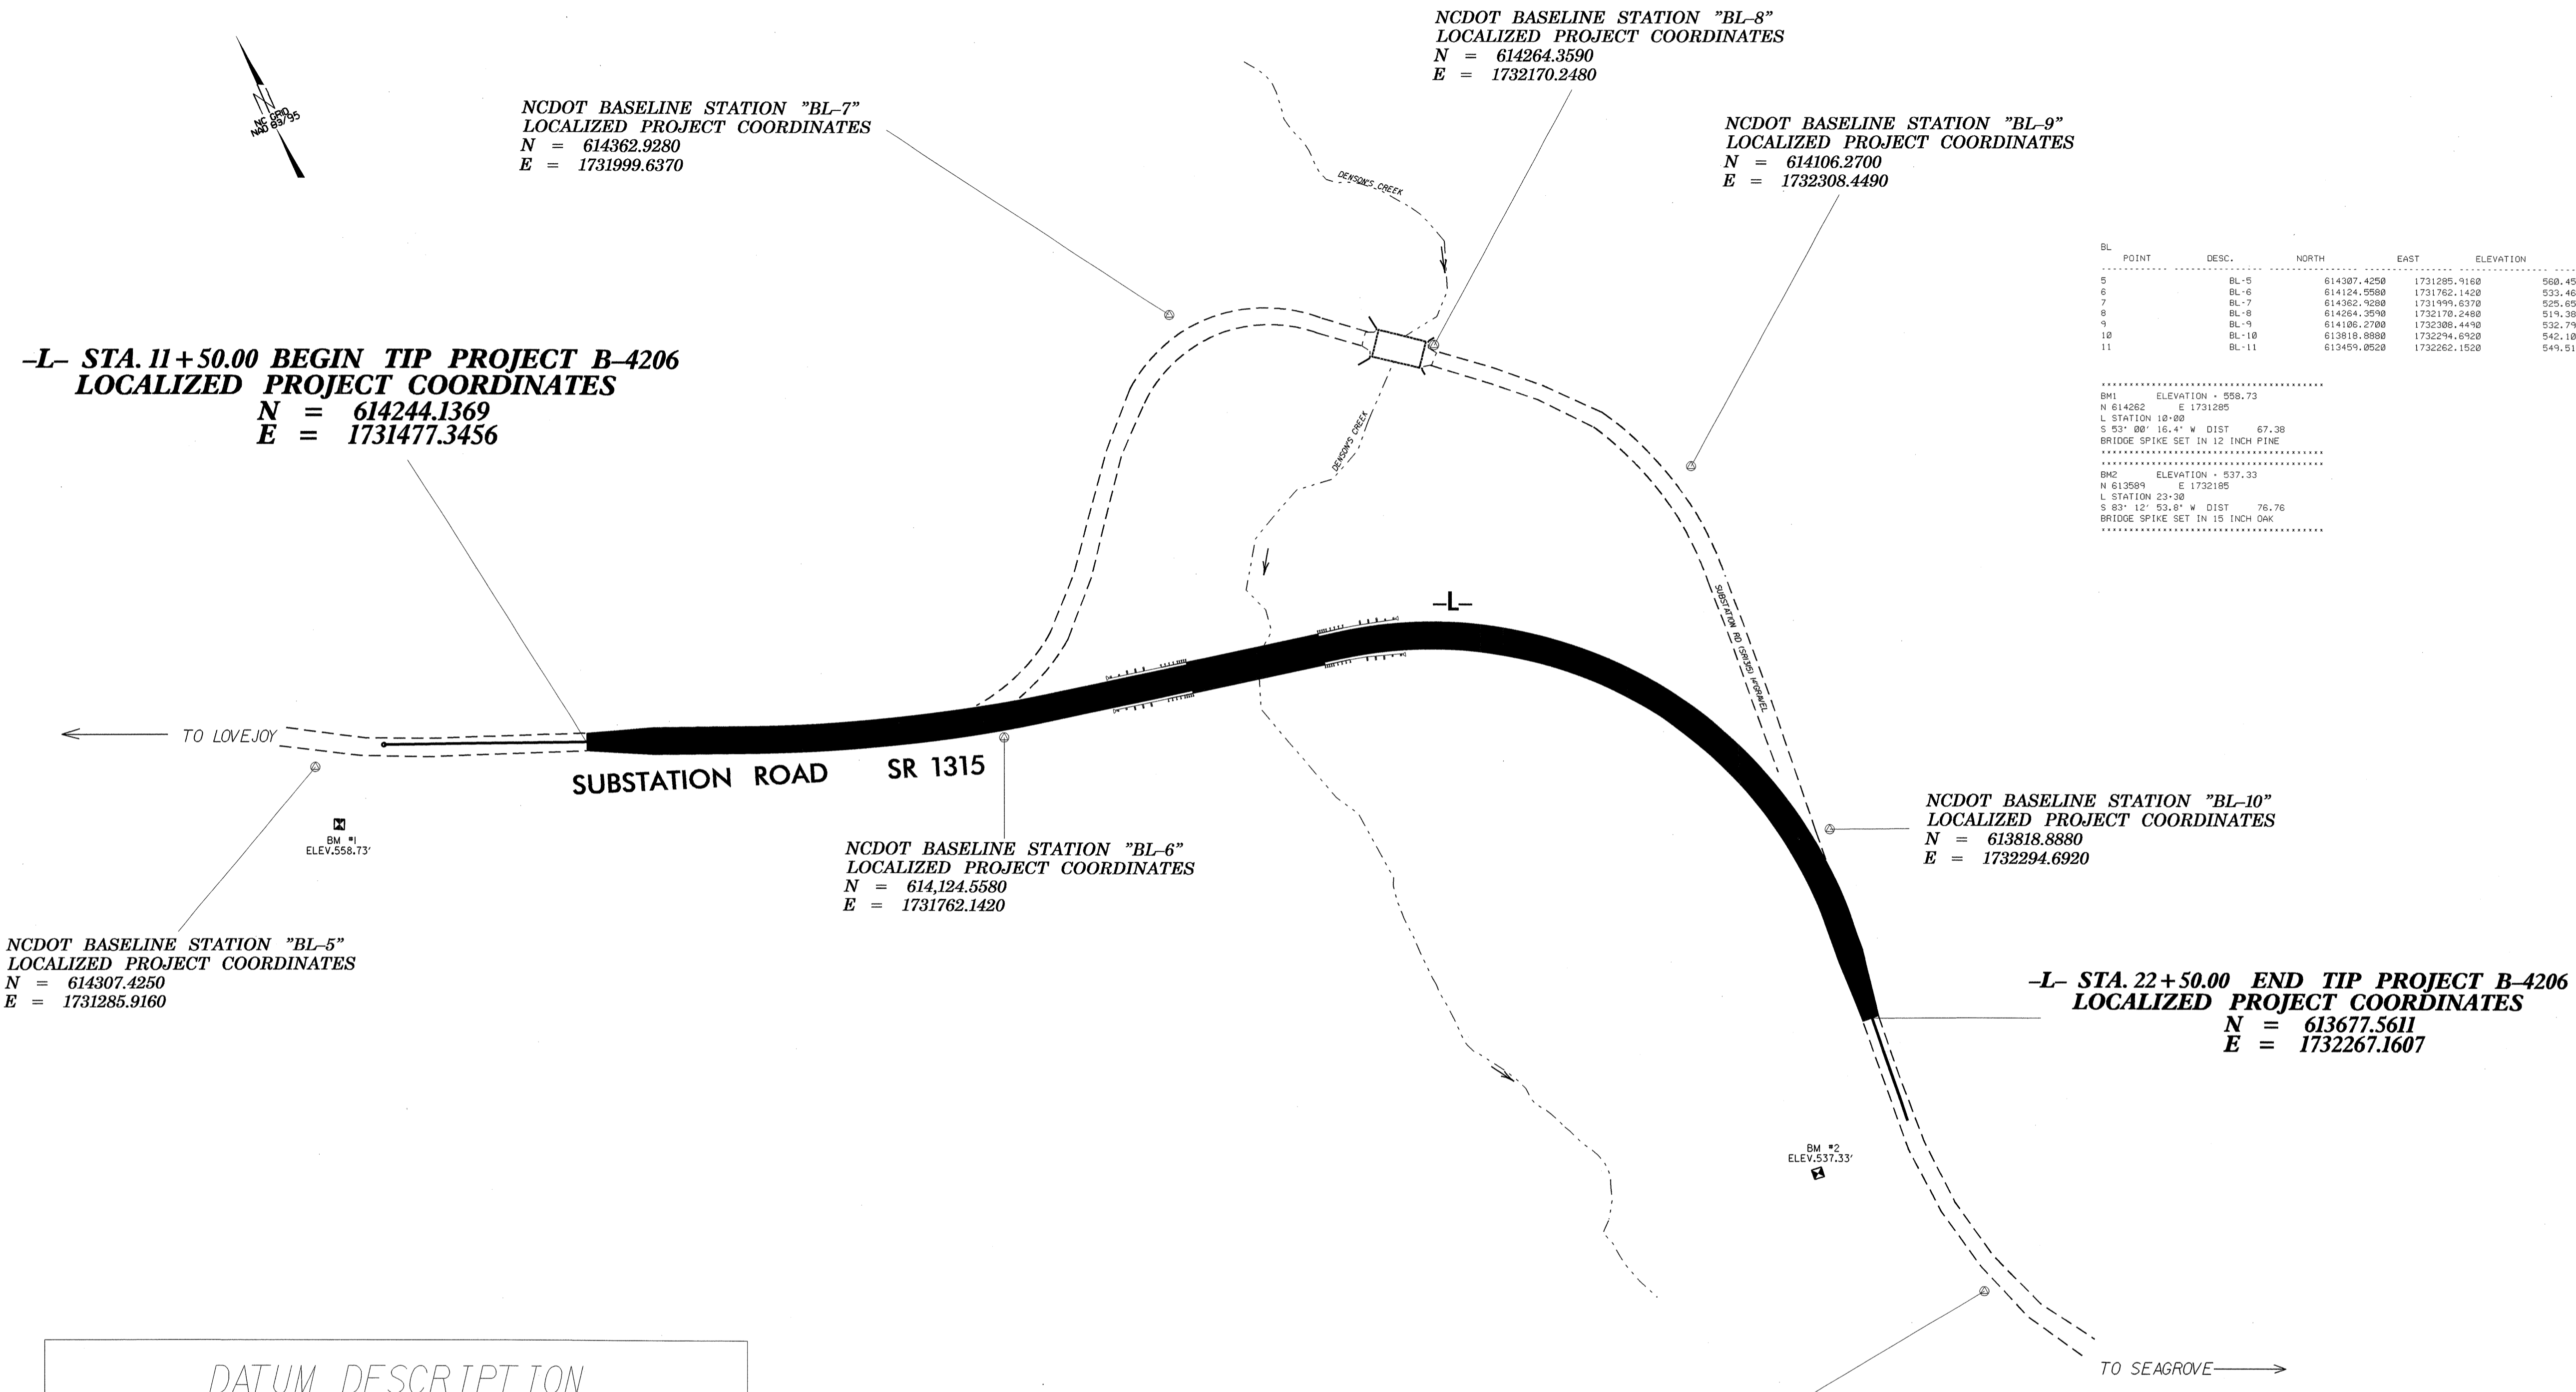 NC GRID
NAD 83/95
NCDOT BASELINE STATION "BL-7"
LOCALIZED PROJECT COORDINATES
N = 614362.9280
E = 1731999.6370
NCDOT BASELINE STATION "BL-8"
LOCALIZED PROJECT COORDINATES
N = 614264.3590
E = 1732170.2480
NCDOT BASELINE STATION "BL-9"
LOCALIZED PROJECT COORDINATES
N = 614106.2700
E = 1732308.4490
DENSON'S CREEK
BL
POINT DESC. NORTH EAST ELEVATION
5 BL-5 614307.4250 1731285.9160 560.45
6 BL-6 614124.5580 1731762.1420 533.46
7 BL-7 614362.9280 1731999.6370 525.65
8 BL-8 614264.3590 1732170.2480 519.38
9 BL-9 614106.2700 1732308.4490 532.79
10 BL-10 613818.8880 1732294.6920 542.10
11 BL-11 613459.0520 1732262.1520 549.51
***************************************
BM1 ELEVATION = 558.73
N 614262 E 1731285
L STATION 10+00
S 53° 00' 16.4" W DIST 67.38
BRIDGE SPIKE SET IN 12 INCH PINE
***************************************
***************************************
BM2 ELEVATION = 537.33
N 613589 E 1732185
L STATION 23+30
S 83° 12' 53.8" W DIST 76.76
BRIDGE SPIKE SET IN 15 INCH OAK
***************************************
-L- STA. 11+50.00 BEGIN TIP PROJECT B-4206
LOCALIZED PROJECT COORDINATES
N = 614244.1369
E = 1731477.3456
DENSON'S CREEK
-L-
SUBSTATION RD (SR1315) 14' GRAVEL
TO LOVEJOY
SUBSTATION ROAD SR 1315
BM #1
ELEV.558.73'
NCDOT BASELINE STATION "BL-6"
LOCALIZED PROJECT COORDINATES
N = 614,124.5580
E = 1731762.1420
NCDOT BASELINE STATION "BL-10"
LOCALIZED PROJECT COORDINATES
N = 613818.8880
E = 1732294.6920
NCDOT BASELINE STATION "BL-5"
LOCALIZED PROJECT COORDINATES
N = 614307.4250
E = 1731285.9160
-L- STA. 22+50.00 END TIP PROJECT B-4206
LOCALIZED PROJECT COORDINATES
N = 613677.5611
E = 1732267.1607
BM #2
ELEV.537.33'
TO SEAGROVE
DATUM DESCRIPTION